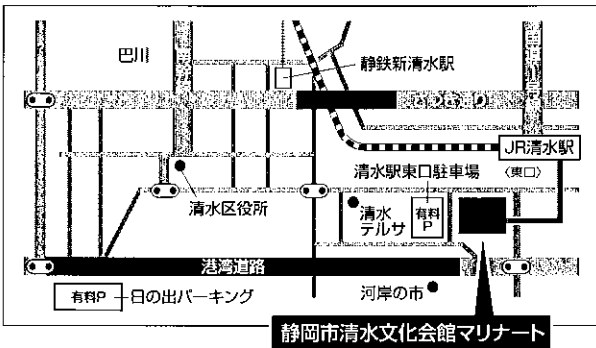 巴川
静鉄新清水駅
JR清水駅
〈東口〉
清水駅東口駐車場
清水区役所
清水
テルサ
有料
P
港湾道路
有料P
日の出パーキング
河岸の市
静岡市清水文化会館マリナート